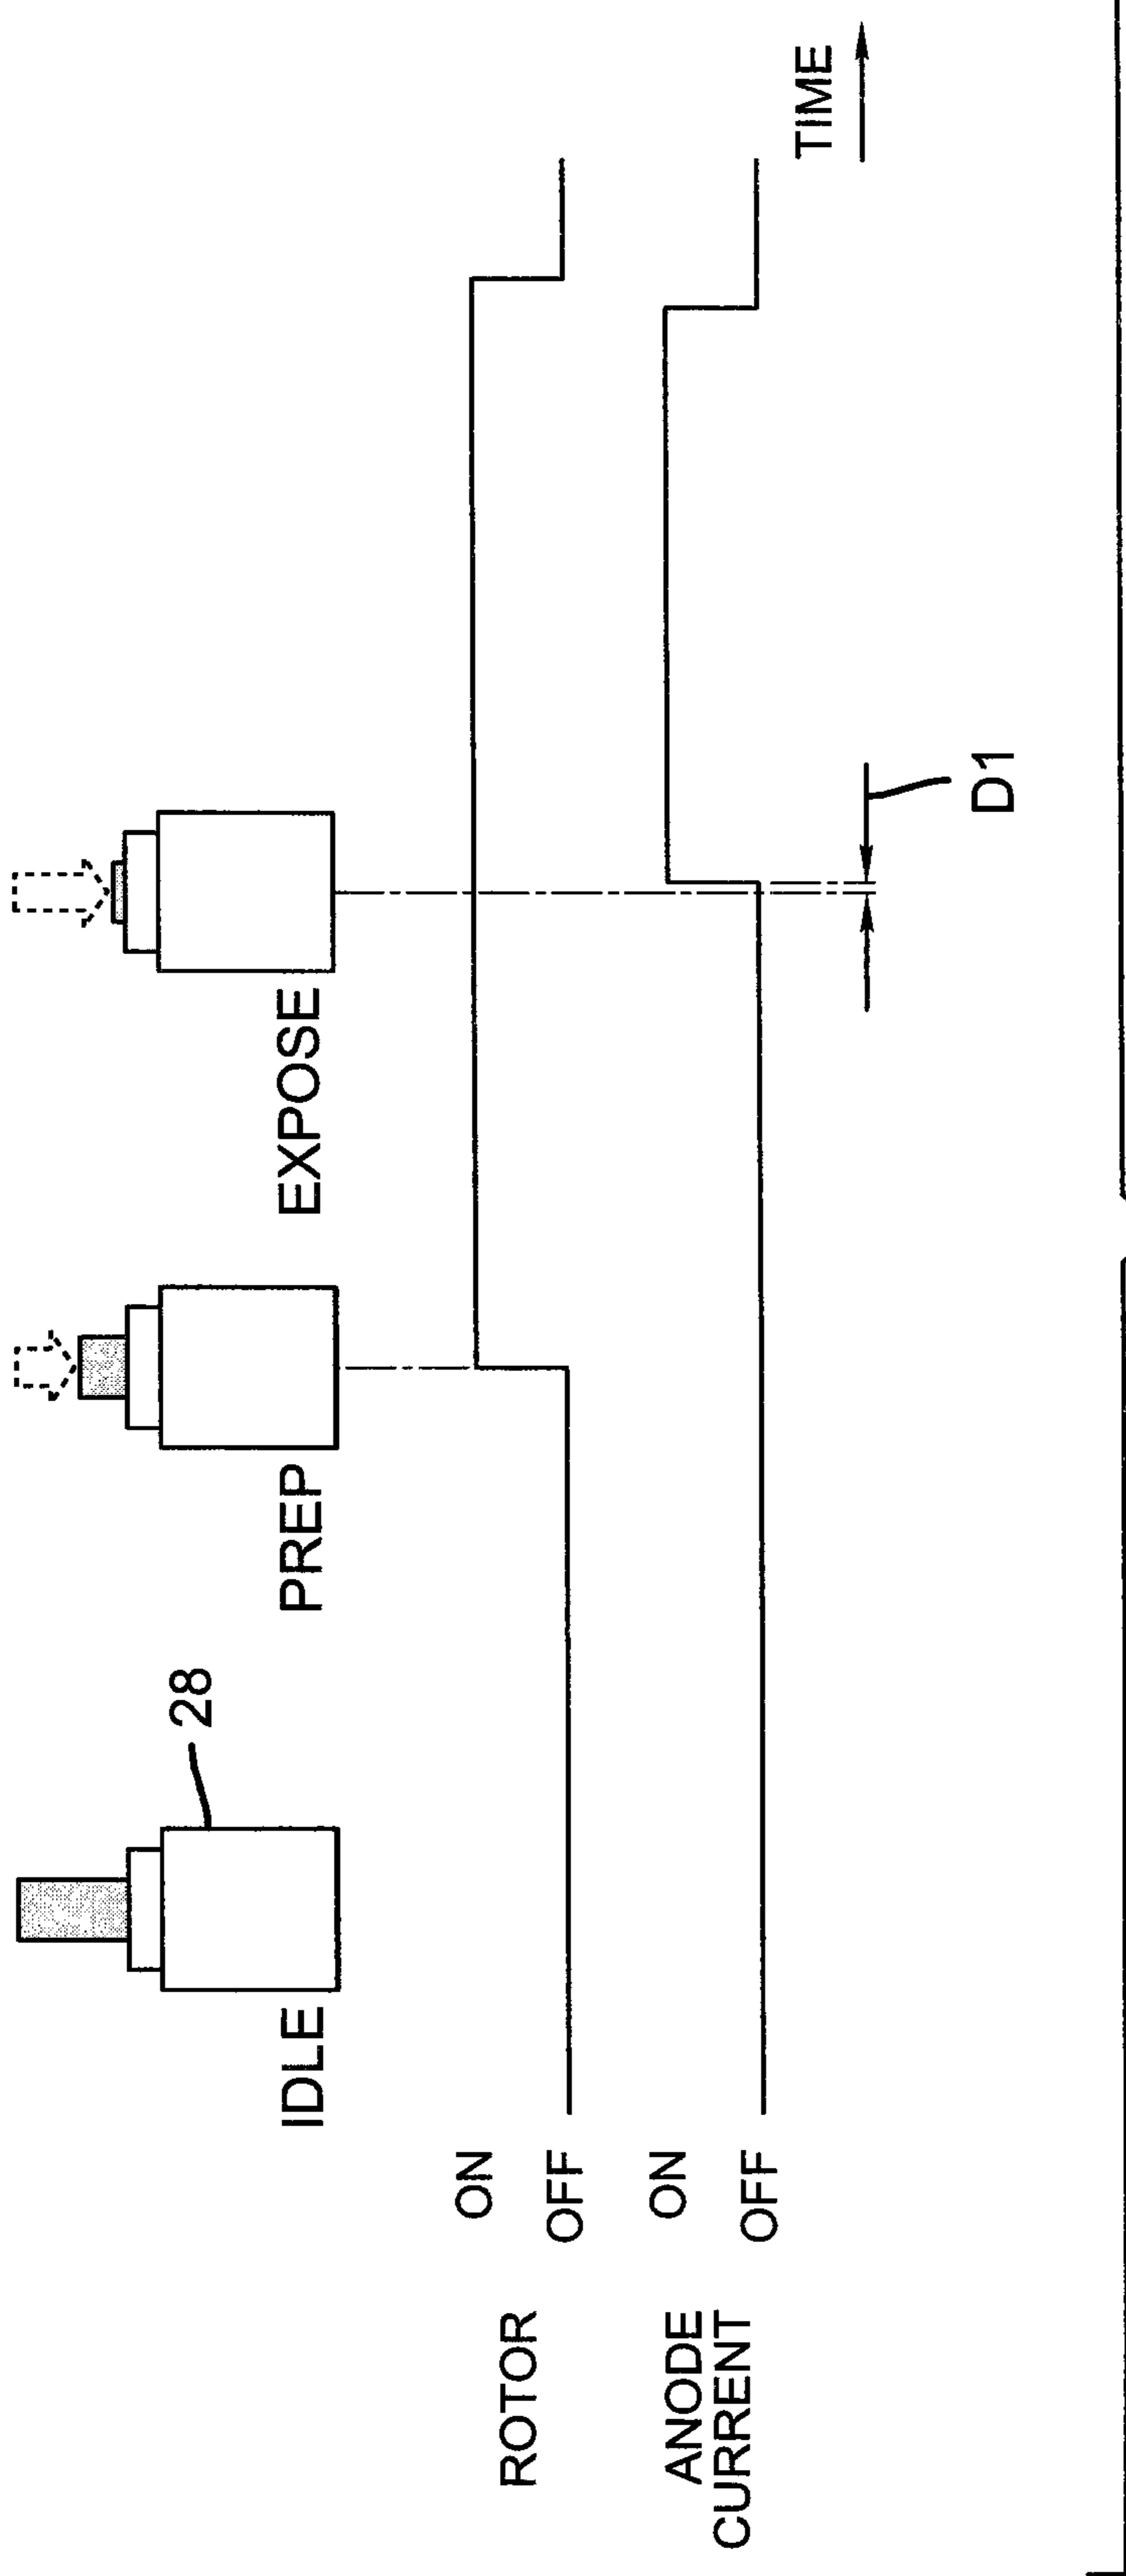 28
IDLE
PREP
EXPOSE
ROTOR
ON
OFF
ANODE
CURRENT
ON
OFF
D1
TIME